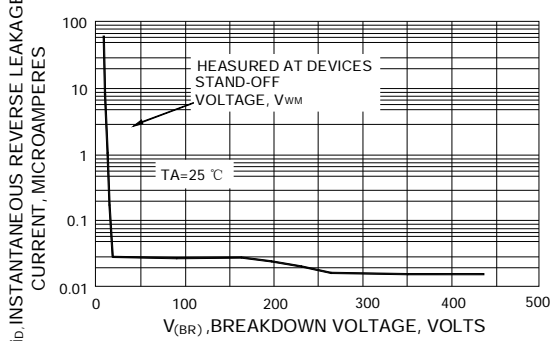 iD, INSTANTANEOUS REVERSE LEAKAGE
CURRENT, MICROAMPERES
100
10
1
0.1
0.01
HEASURED AT DEVICES
STAND-OFF
VOLTAGE, VWM
TA=25 ℃
0
100
200
300
400
500
V(BR) ,BREAKDOWN VOLTAGE, VOLTS